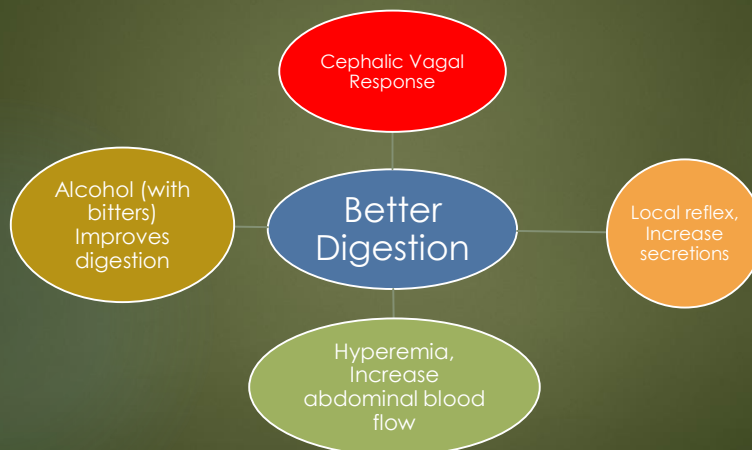 Cephalic Vagal
Response
Alcohol (with
bitters)
Improves
digestion
Better
Digestion
Local reflex,
Increase
secretions
Hyperemia,
Increase
abdominal blood
flow